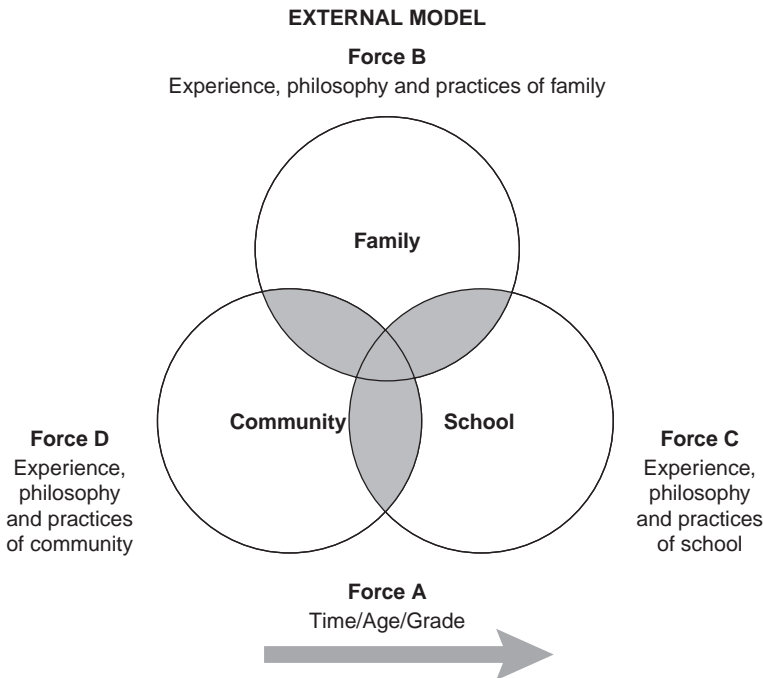 EXTERNAL MODEL
Force B
Experience, philosophy and practices of family
Family
Community
School
Force D
Experience,
philosophy
and practices
of community
Force C
Experience,
philosophy
and practices
of school
Force A
Time/Age/Grade